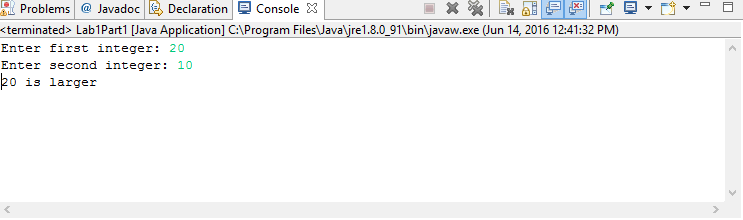 Problems @ Javadoc Declaration Console
<terminated> Lab1Part1 [Java Application] C:\Program Files\Java\jre1.8.0_91\bin\javaw.exe (Jun 14, 2016 12:41:32 PM)
Enter first integer: 20
Enter second integer: 10
20 is larger